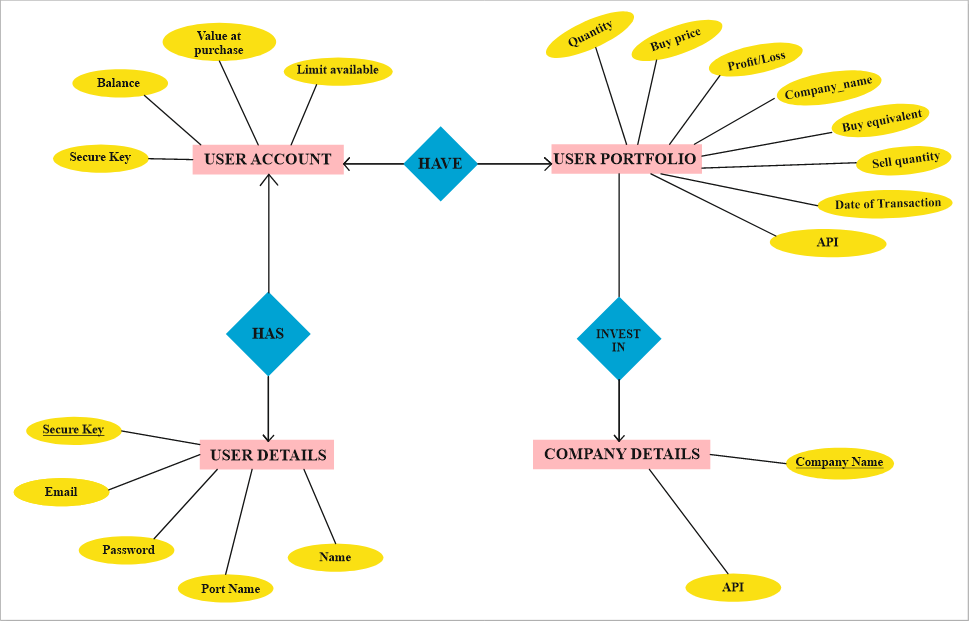 Value at
purchase
Balance
Limit available
Secure Key
USER ACCOUNT
HAVE
Quantity
Buy price
Profit/Loss
Company_name
Buy equivalent
Sell quantity
USER PORTFOLIO
Date of Transaction
API
HAS
INVEST
IN
Secure Key
USER DETAILS
Email
Password
Port Name
Name
COMPANY DETAILS
Company Name
API